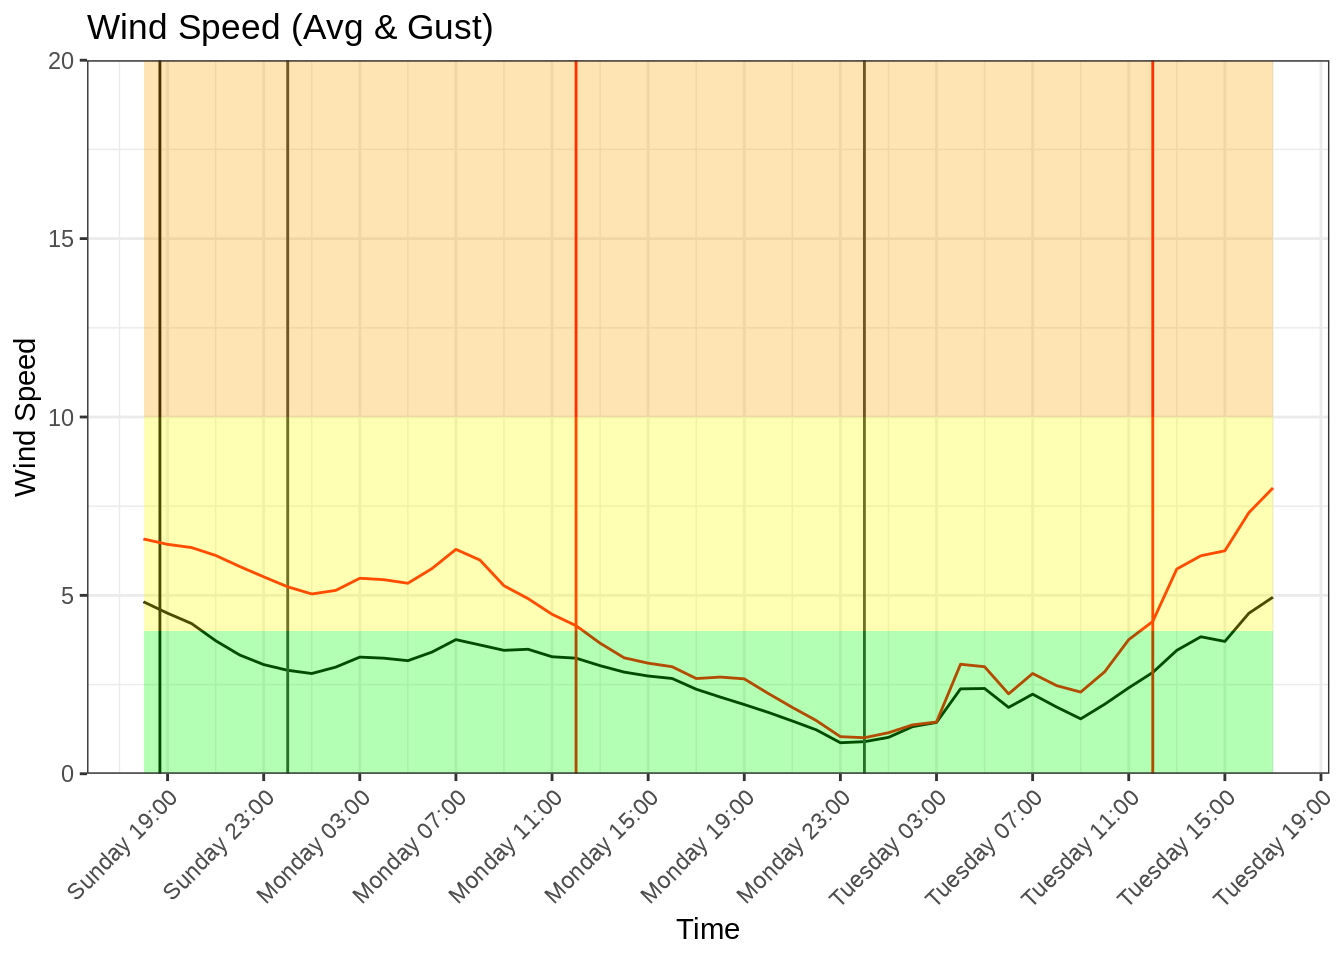 Wind Speed (Avg & Gust)
20
15
10
5
0
Wind Speed
Sunday 19:00
Sunday 23:00
Monday 03:00
Monday 07:00
Monday 11:00
Monday 15:00
Monday 19:00
Monday 23:00
Tuesday 03:00
Tuesday 07:00
Tuesday 11:00
Tuesday 15:00
Tuesday 19:00
Time